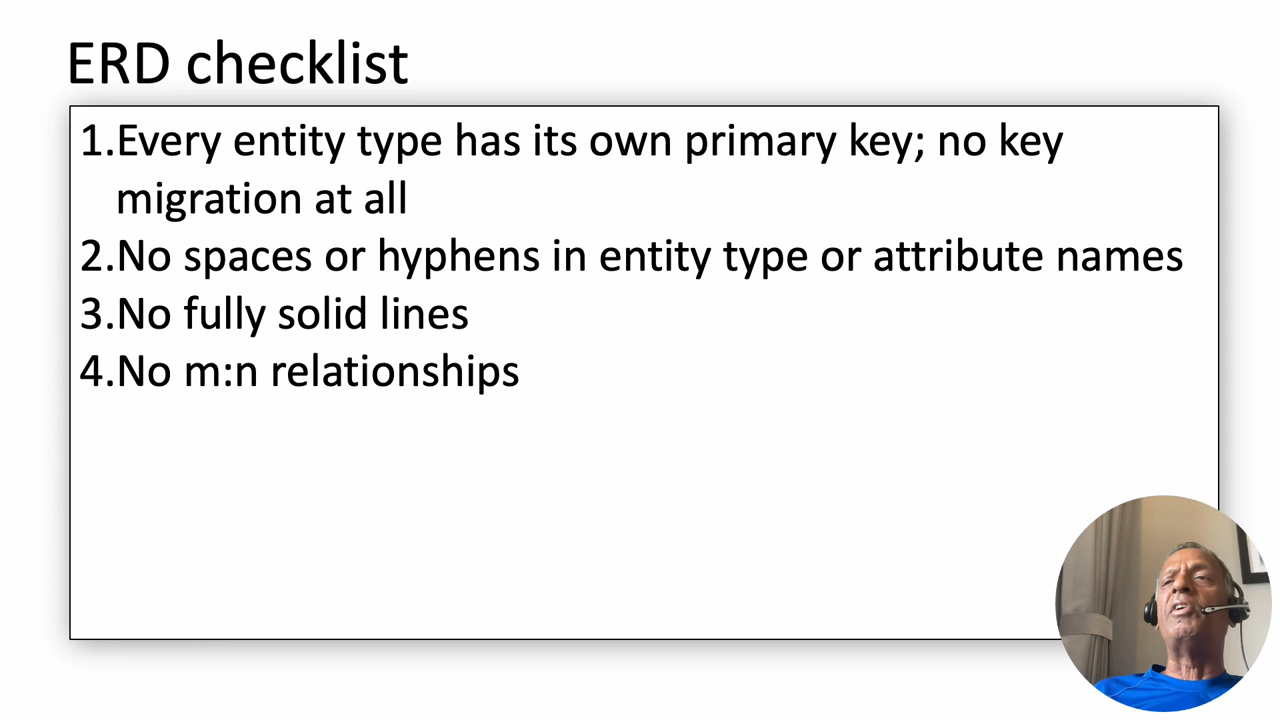 ERD checklist
1.Every entity type has its own primary key; no key
migration at all
2.No spaces or hyphens in entity type or attribute names
3.No fully solid lines
4.No m:n relationships